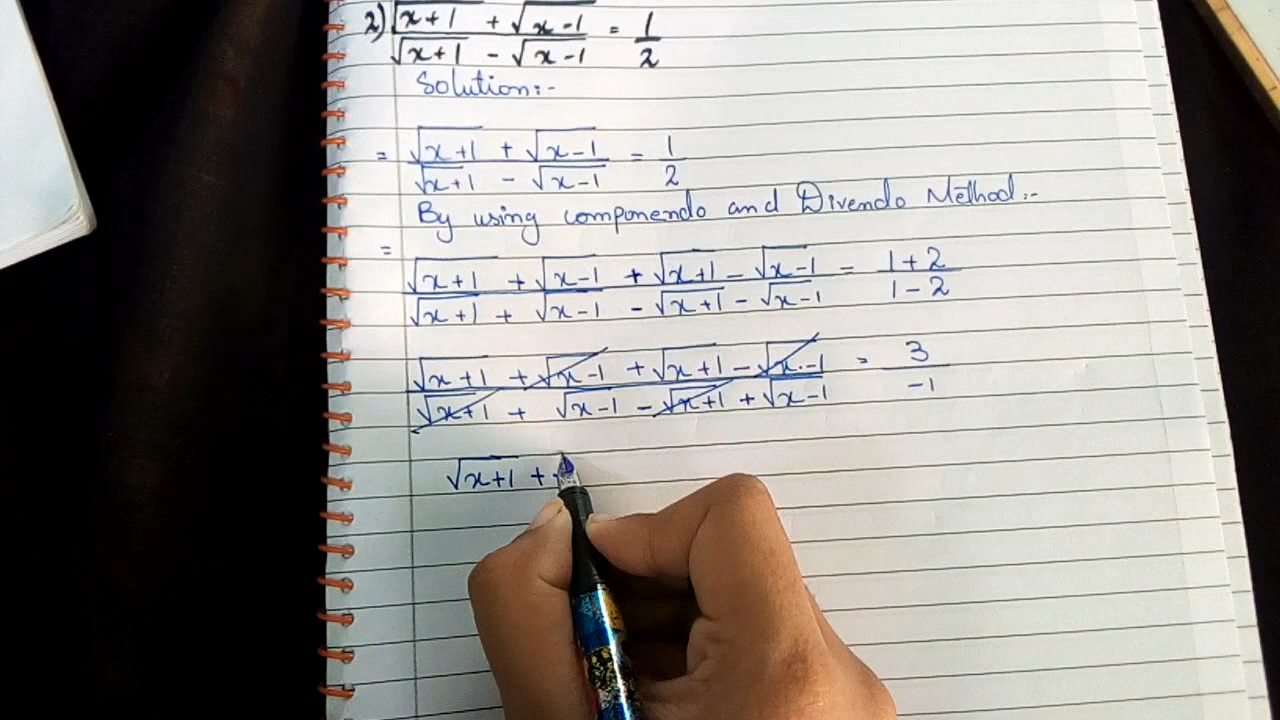 2) √x+1 + √x-1 / √x+1 - √x-1 = 1/2
Solution:-
= √x+1 + √x-1 / √x+1 - √x-1 = 1/2
By using componendo and Divendo Method:-
=
√x+1 + √x-1 + √x+1 - √x-1 / √x+1 + √x-1 - √x+1 - √x-1 = 1+2 / 1-2
√x+1 + √x-1 + √x+1 - √x-1 / √x+1 + √x-1 - √x+1 + √x-1 = 3 / -1
√x+1 +